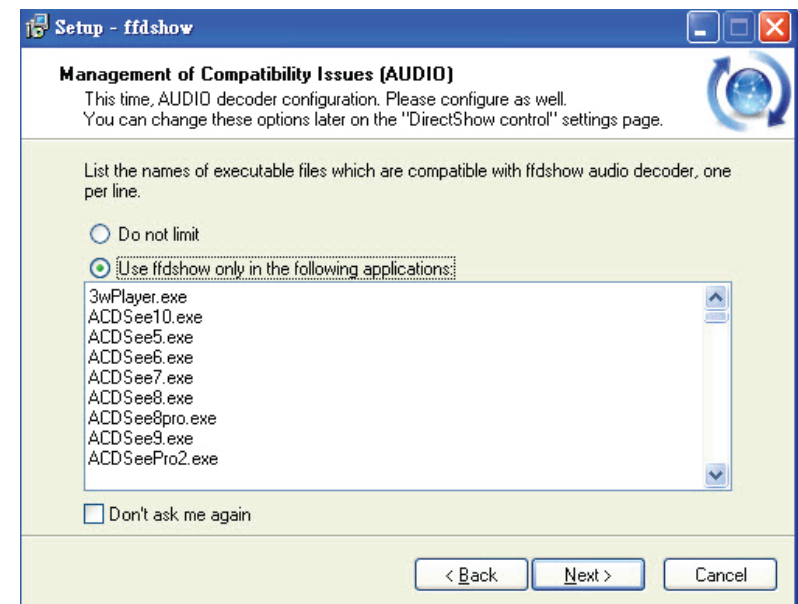 Setup - ffdshow
Management of Compatibility Issues (AUDIO)
This time, AUDIO decoder configuration. Please configure as well.
You can change these options later on the "DirectShow control" settings page.
List the names of executable files which are compatible with ffdshow audio decoder, one
per line.
Do not limit
Use ffdshow only in the following applications:
3wPlayer.exe
ACDSee10.exe
ACDSee5.exe
ACDSee6.exe
ACDSee7.exe
ACDSee8.exe
ACDSee8pro.exe
ACDSee9.exe
ACDSeePro2.exe
Don't ask me again
< Back Next > Cancel